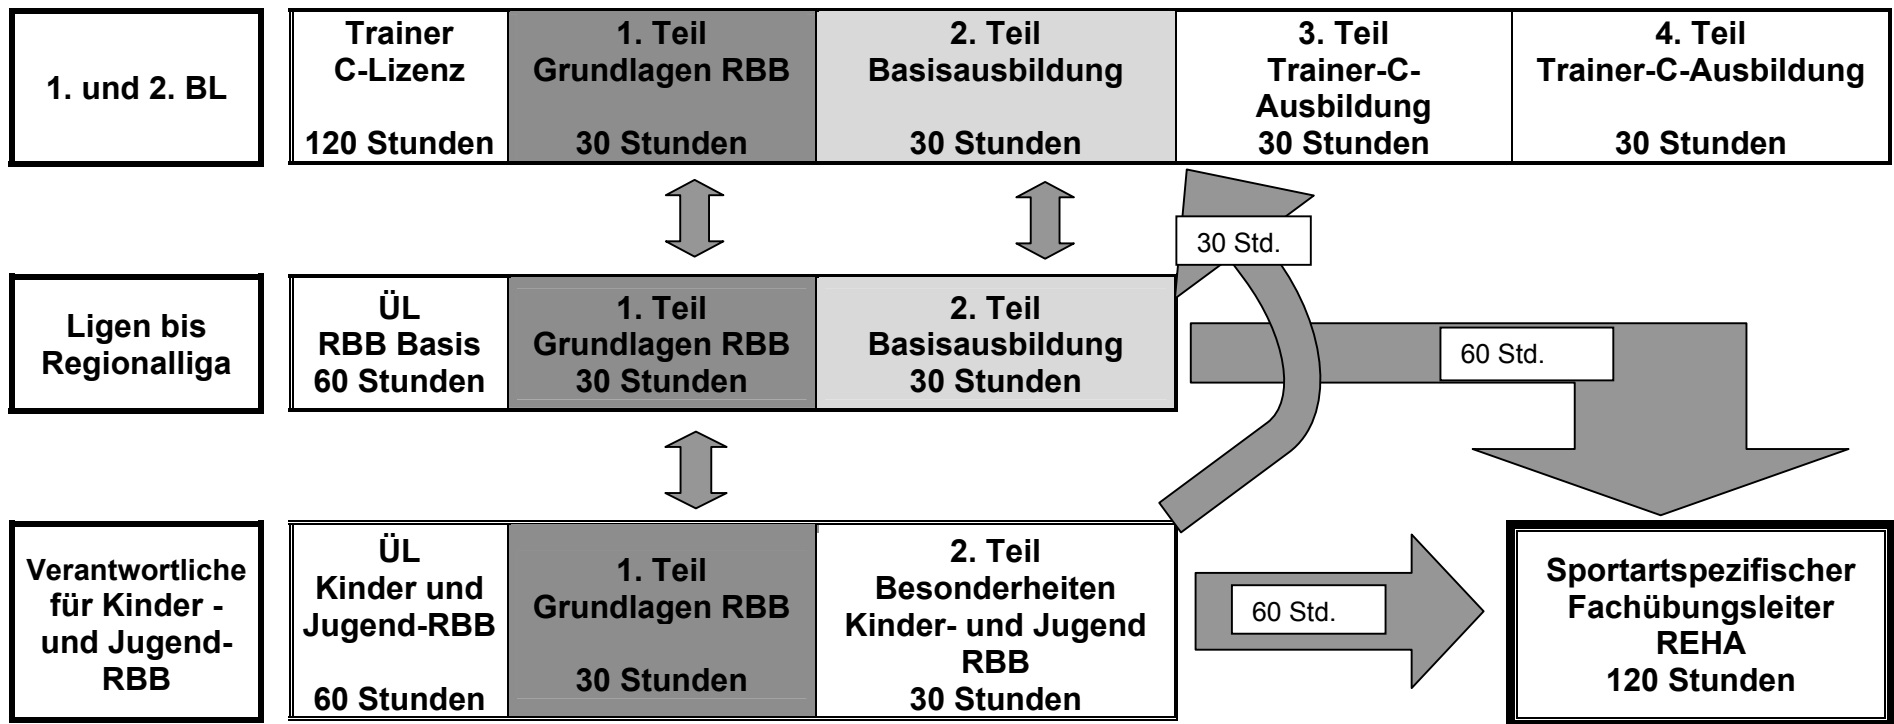 1. und 2. BL
Trainer
C-Lizenz
120 Stunden
1. Teil
Grundlagen RBB
30 Stunden
2. Teil
Basisausbildung
30 Stunden
3. Teil
Trainer-C-
Ausbildung
30 Stunden
4. Teil
Trainer-C-Ausbildung
30 Stunden
30 Std.
Ligen bis
Regionalliga
ÜL
RBB Basis
60 Stunden
1. Teil
Grundlagen RBB
30 Stunden
2. Teil
Basisausbildung
30 Stunden
60 Std.
Verantwortliche
für Kinder -
und Jugend-
RBB
ÜL
Kinder und
Jugend-RBB
60 Stunden
1. Teil
Grundlagen RBB
30 Stunden
2. Teil
Besonderheiten
Kinder- und Jugend
RBB
30 Stunden
60 Std.
Sportartspezifischer
Fachübungsleiter
REHA
120 Stunden